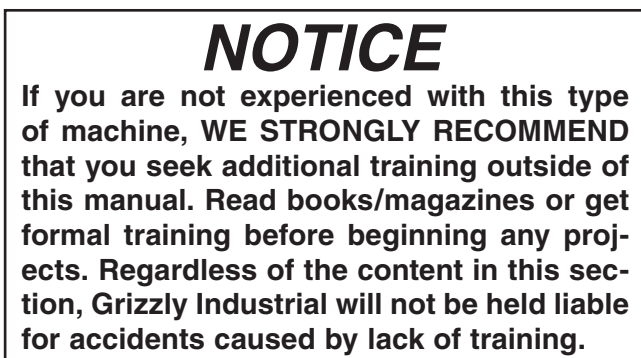 NOTICE
If you are not experienced with this type
of machine, WE STRONGLY RECOMMEND
that you seek additional training outside of
this manual. Read books/magazines or get
formal training before beginning any proj-
ects. Regardless of the content in this sec-
tion, Grizzly Industrial will not be held liable
for accidents caused by lack of training.